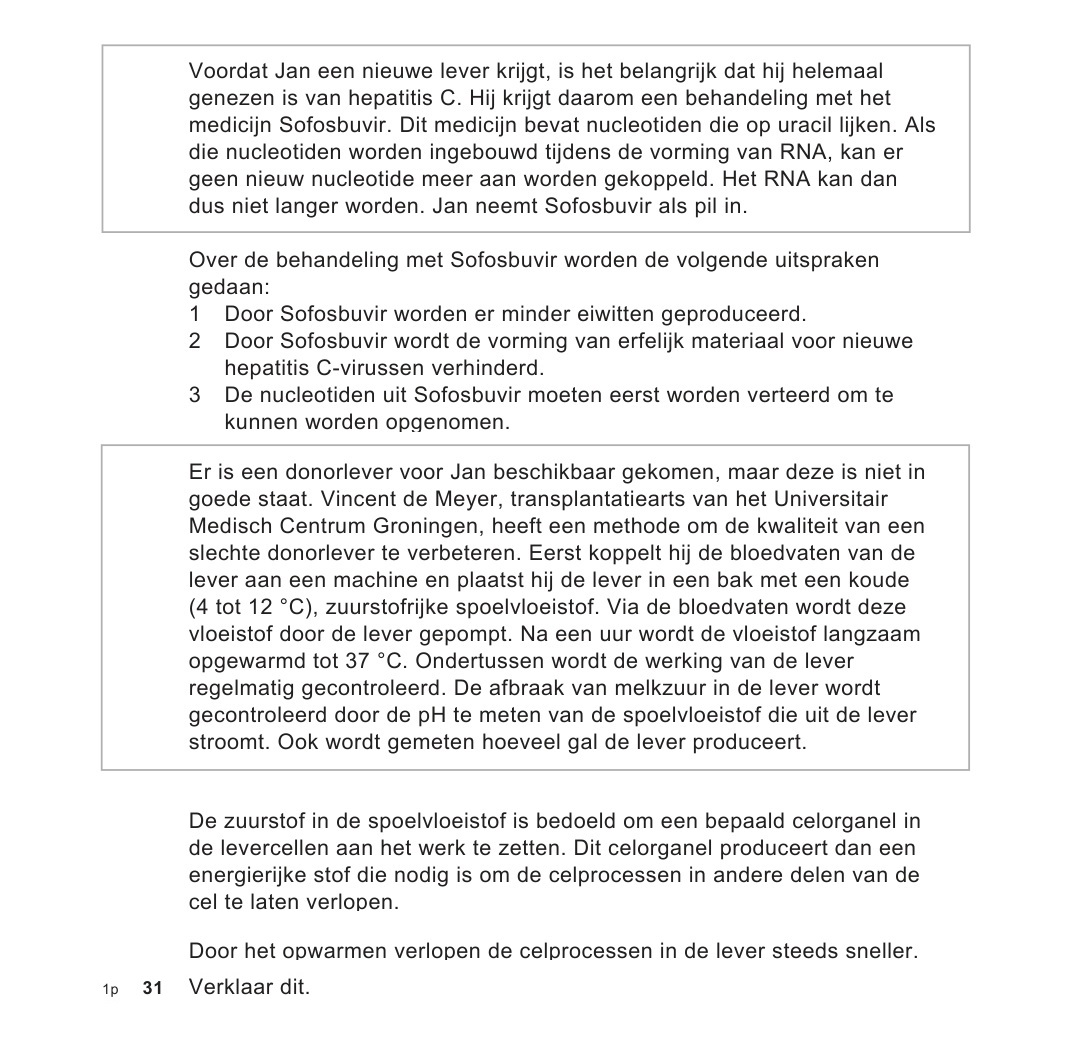 Voordat Jan een nieuwe lever krijgt, is het belangrijk dat hij helemaal
genezen is van hepatitis C. Hij krijgt daarom een behandeling met het
medicijn Sofosbuvir. Dit medicijn bevat nucleotiden die op uracil lijken. Als
die nucleotiden worden ingebouwd tijdens de vorming van RNA, kan er
geen nieuw nucleotide meer aan worden gekoppeld. Het RNA kan dan
dus niet langer worden. Jan neemt Sofosbuvir als pil in.
Over de behandeling met Sofosbuvir worden de volgende uitspraken
gedaan:
1 Door Sofosbuvir worden er minder eiwitten geproduceerd.
2 Door Sofosbuvir wordt de vorming van erfelijk materiaal voor nieuwe
hepatitis C-virussen verhinderd.
3 De nucleotiden uit Sofosbuvir moeten eerst worden verteerd om te
kunnen worden opgenomen.
Er is een donorlever voor Jan beschikbaar gekomen, maar deze is niet in
goede staat. Vincent de Meyer, transplantatiearts van het Universitair
Medisch Centrum Groningen, heeft een methode om de kwaliteit van een
slechte donorlever te verbeteren. Eerst koppelt hij de bloedvaten van de
lever aan een machine en plaatst hij de lever in een bak met een koude
(4 tot 12 °C), zuurstofrijke spoelvloeistof. Via de bloedvaten wordt deze
vloeistof door de lever gepompt. Na een uur wordt de vloeistof langzaam
opgewarmd tot 37 °C. Ondertussen wordt de werking van de lever
regelmatig gecontroleerd. De afbraak van melkzuur in de lever wordt
gecontroleerd door de pH te meten van de spoelvloeistof die uit de lever
stroomt. Ook wordt gemeten hoeveel gal de lever produceert.
De zuurstof in de spoelvloeistof is bedoeld om een bepaald celorganel in
de levercellen aan het werk te zetten. Dit celorganel produceert dan een
energierijke stof die nodig is om de celprocessen in andere delen van de
cel te laten verlopen.
Door het opwarmen verlopen de celprocessen in de lever steeds sneller.
1p 31 Verklaar dit.